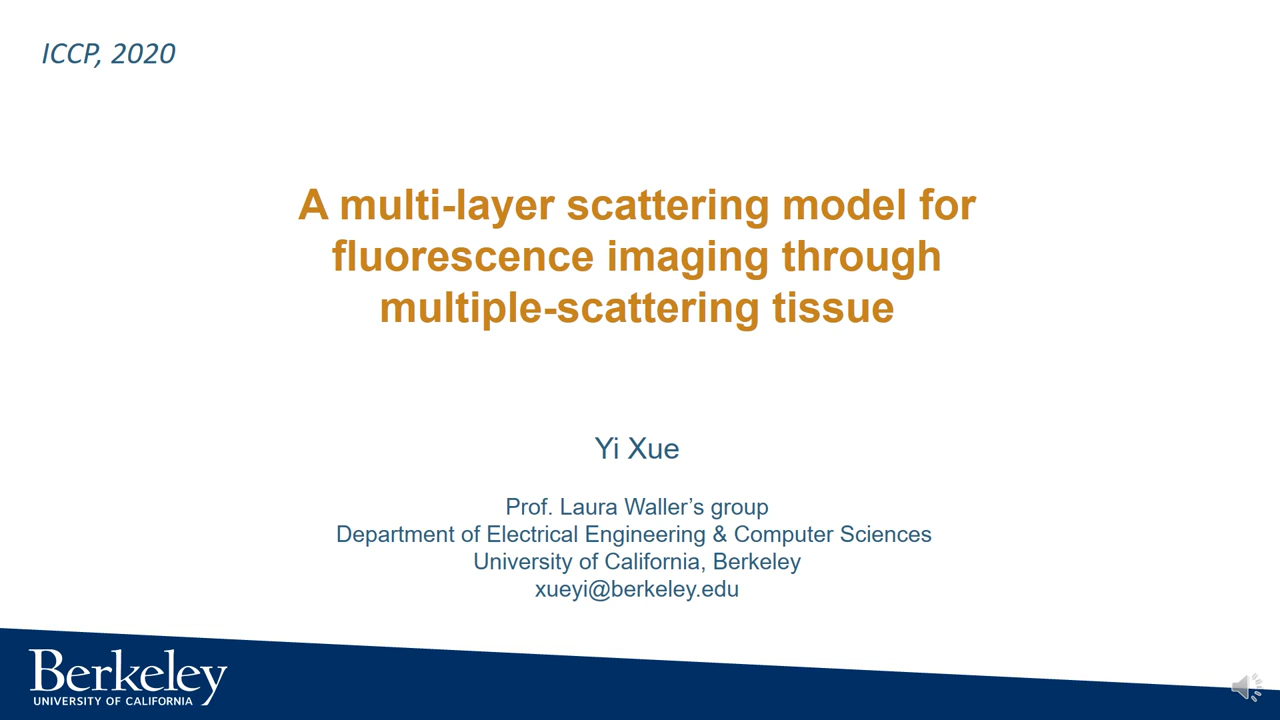 ICCP, 2020
A multi-layer scattering model for
fluorescence imaging through
multiple-scattering tissue
Yi Xue
Prof. Laura Waller’s group
Department of Electrical Engineering & Computer Sciences
University of California, Berkeley
xueyi@berkeley.edu
Berkeley
UNIVERSITY OF CALIFORNIA